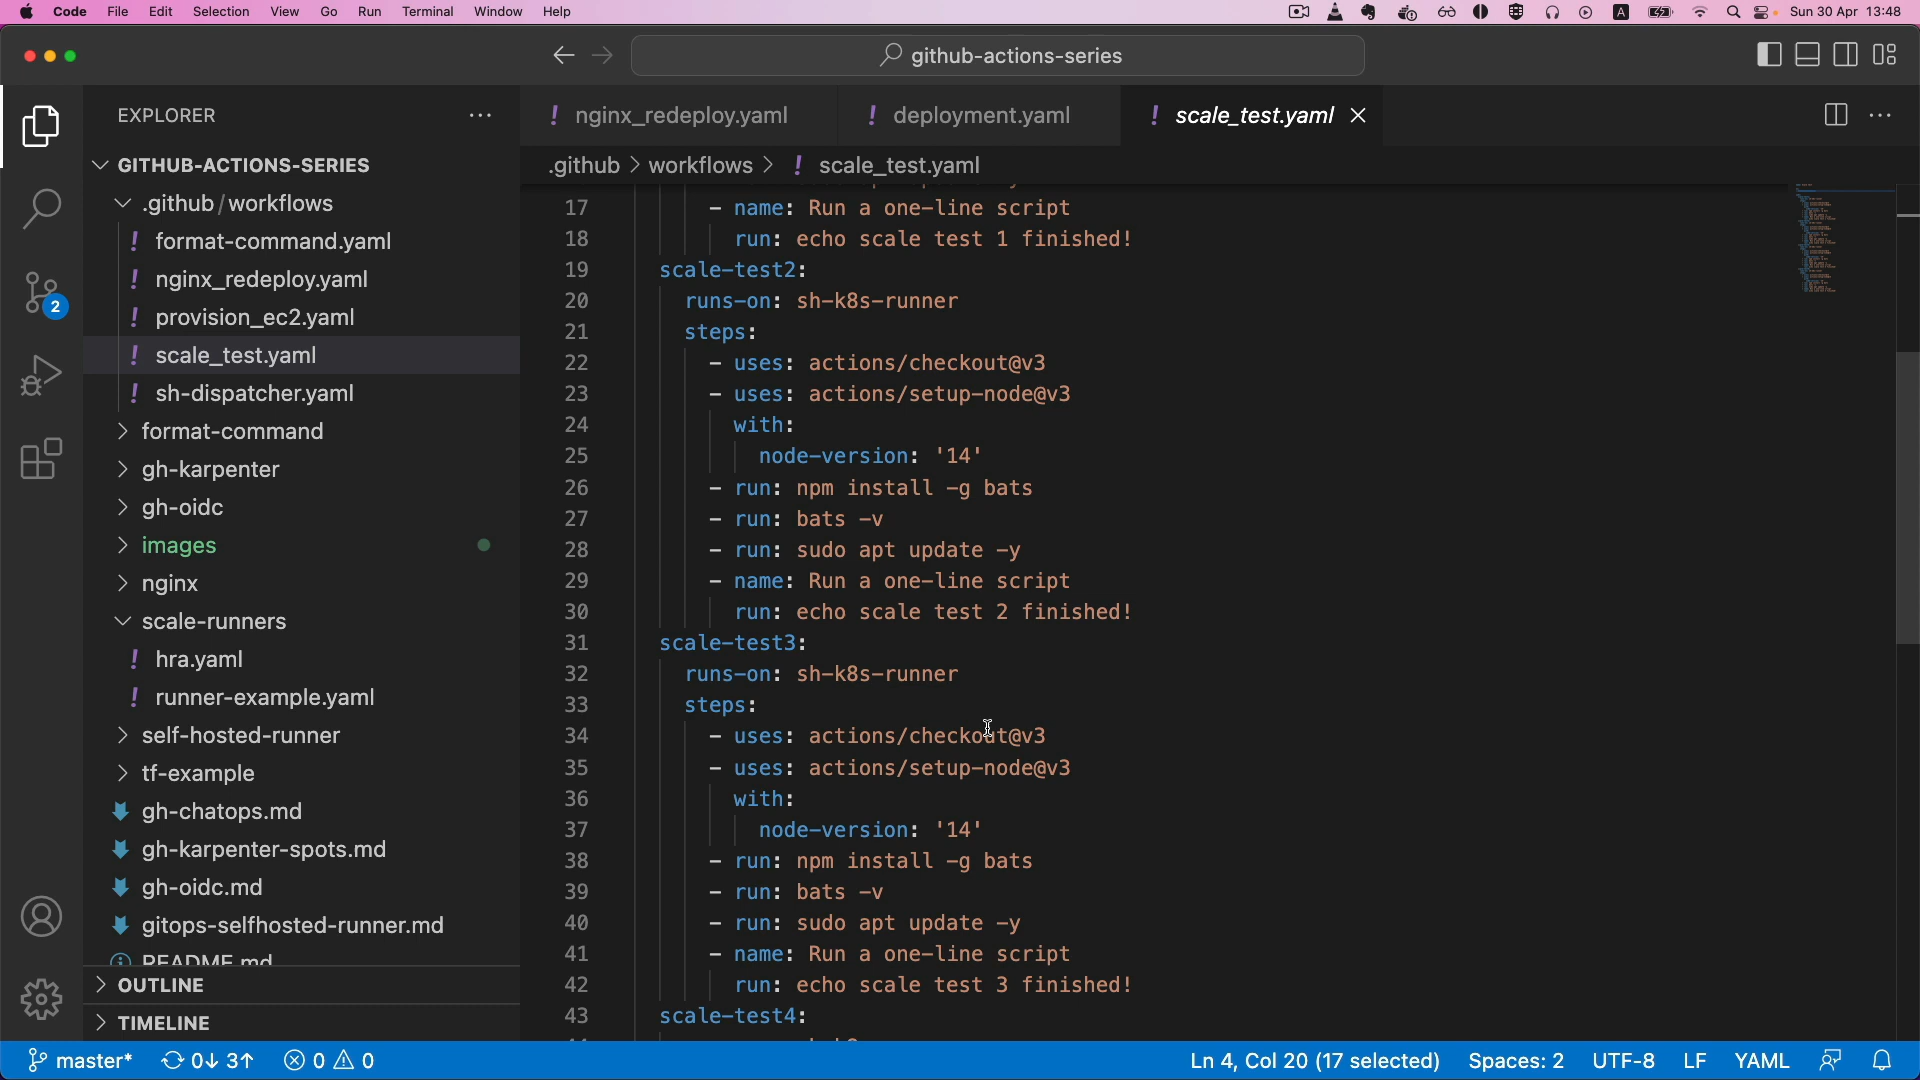 Code File Edit Selection View Go Run Terminal Window Help
A
Sun 30 Apr 13:48
github-actions-series
EXPLORER
GITHUB-ACTIONS-SERIES
.github/workflows
! format-command.yaml
! nginx_redeploy.yaml
! provision_ec2.yaml
! scale_test.yaml
! sh-dispatcher.yaml
format-command
gh-karpenter
gh-oidc
images
nginx
scale-runners
! hra.yaml
! runner-example.yaml
self-hosted-runner
tf-example
gh-chatops.md
gh-karpenter-spots.md
gh-oidc.md
gitops-selfhosted-runner.md
README.md
OUTLINE
TIMELINE
2
! nginx_redeploy.yaml ! deployment.yaml ! scale_test.yaml
.github > workflows > ! scale_test.yaml
17 - name: Run a one-line script
18 run: echo scale test 1 finished!
19 scale-test2:
20 runs-on: sh-k8s-runner
21 steps:
22 - uses: actions/checkout@v3
23 - uses: actions/setup-node@v3
24 with:
25 node-version: '14'
26 - run: npm install -g bats
27 - run: bats -v
28 - run: sudo apt update -y
29 - name: Run a one-line script
30 run: echo scale test 2 finished!
31 scale-test3:
32 runs-on: sh-k8s-runner
33 steps:
34 - uses: actions/checkout@v3
35 - uses: actions/setup-node@v3
36 with:
37 node-version: '14'
38 - run: npm install -g bats
39 - run: bats -v
40 - run: sudo apt update -y
41 - name: Run a one-line script
42 run: echo scale test 3 finished!
43 scale-test4:
master* 0↓ 3↑ 0 0
Ln 4, Col 20 (17 selected) Spaces: 2 UTF-8 LF YAML